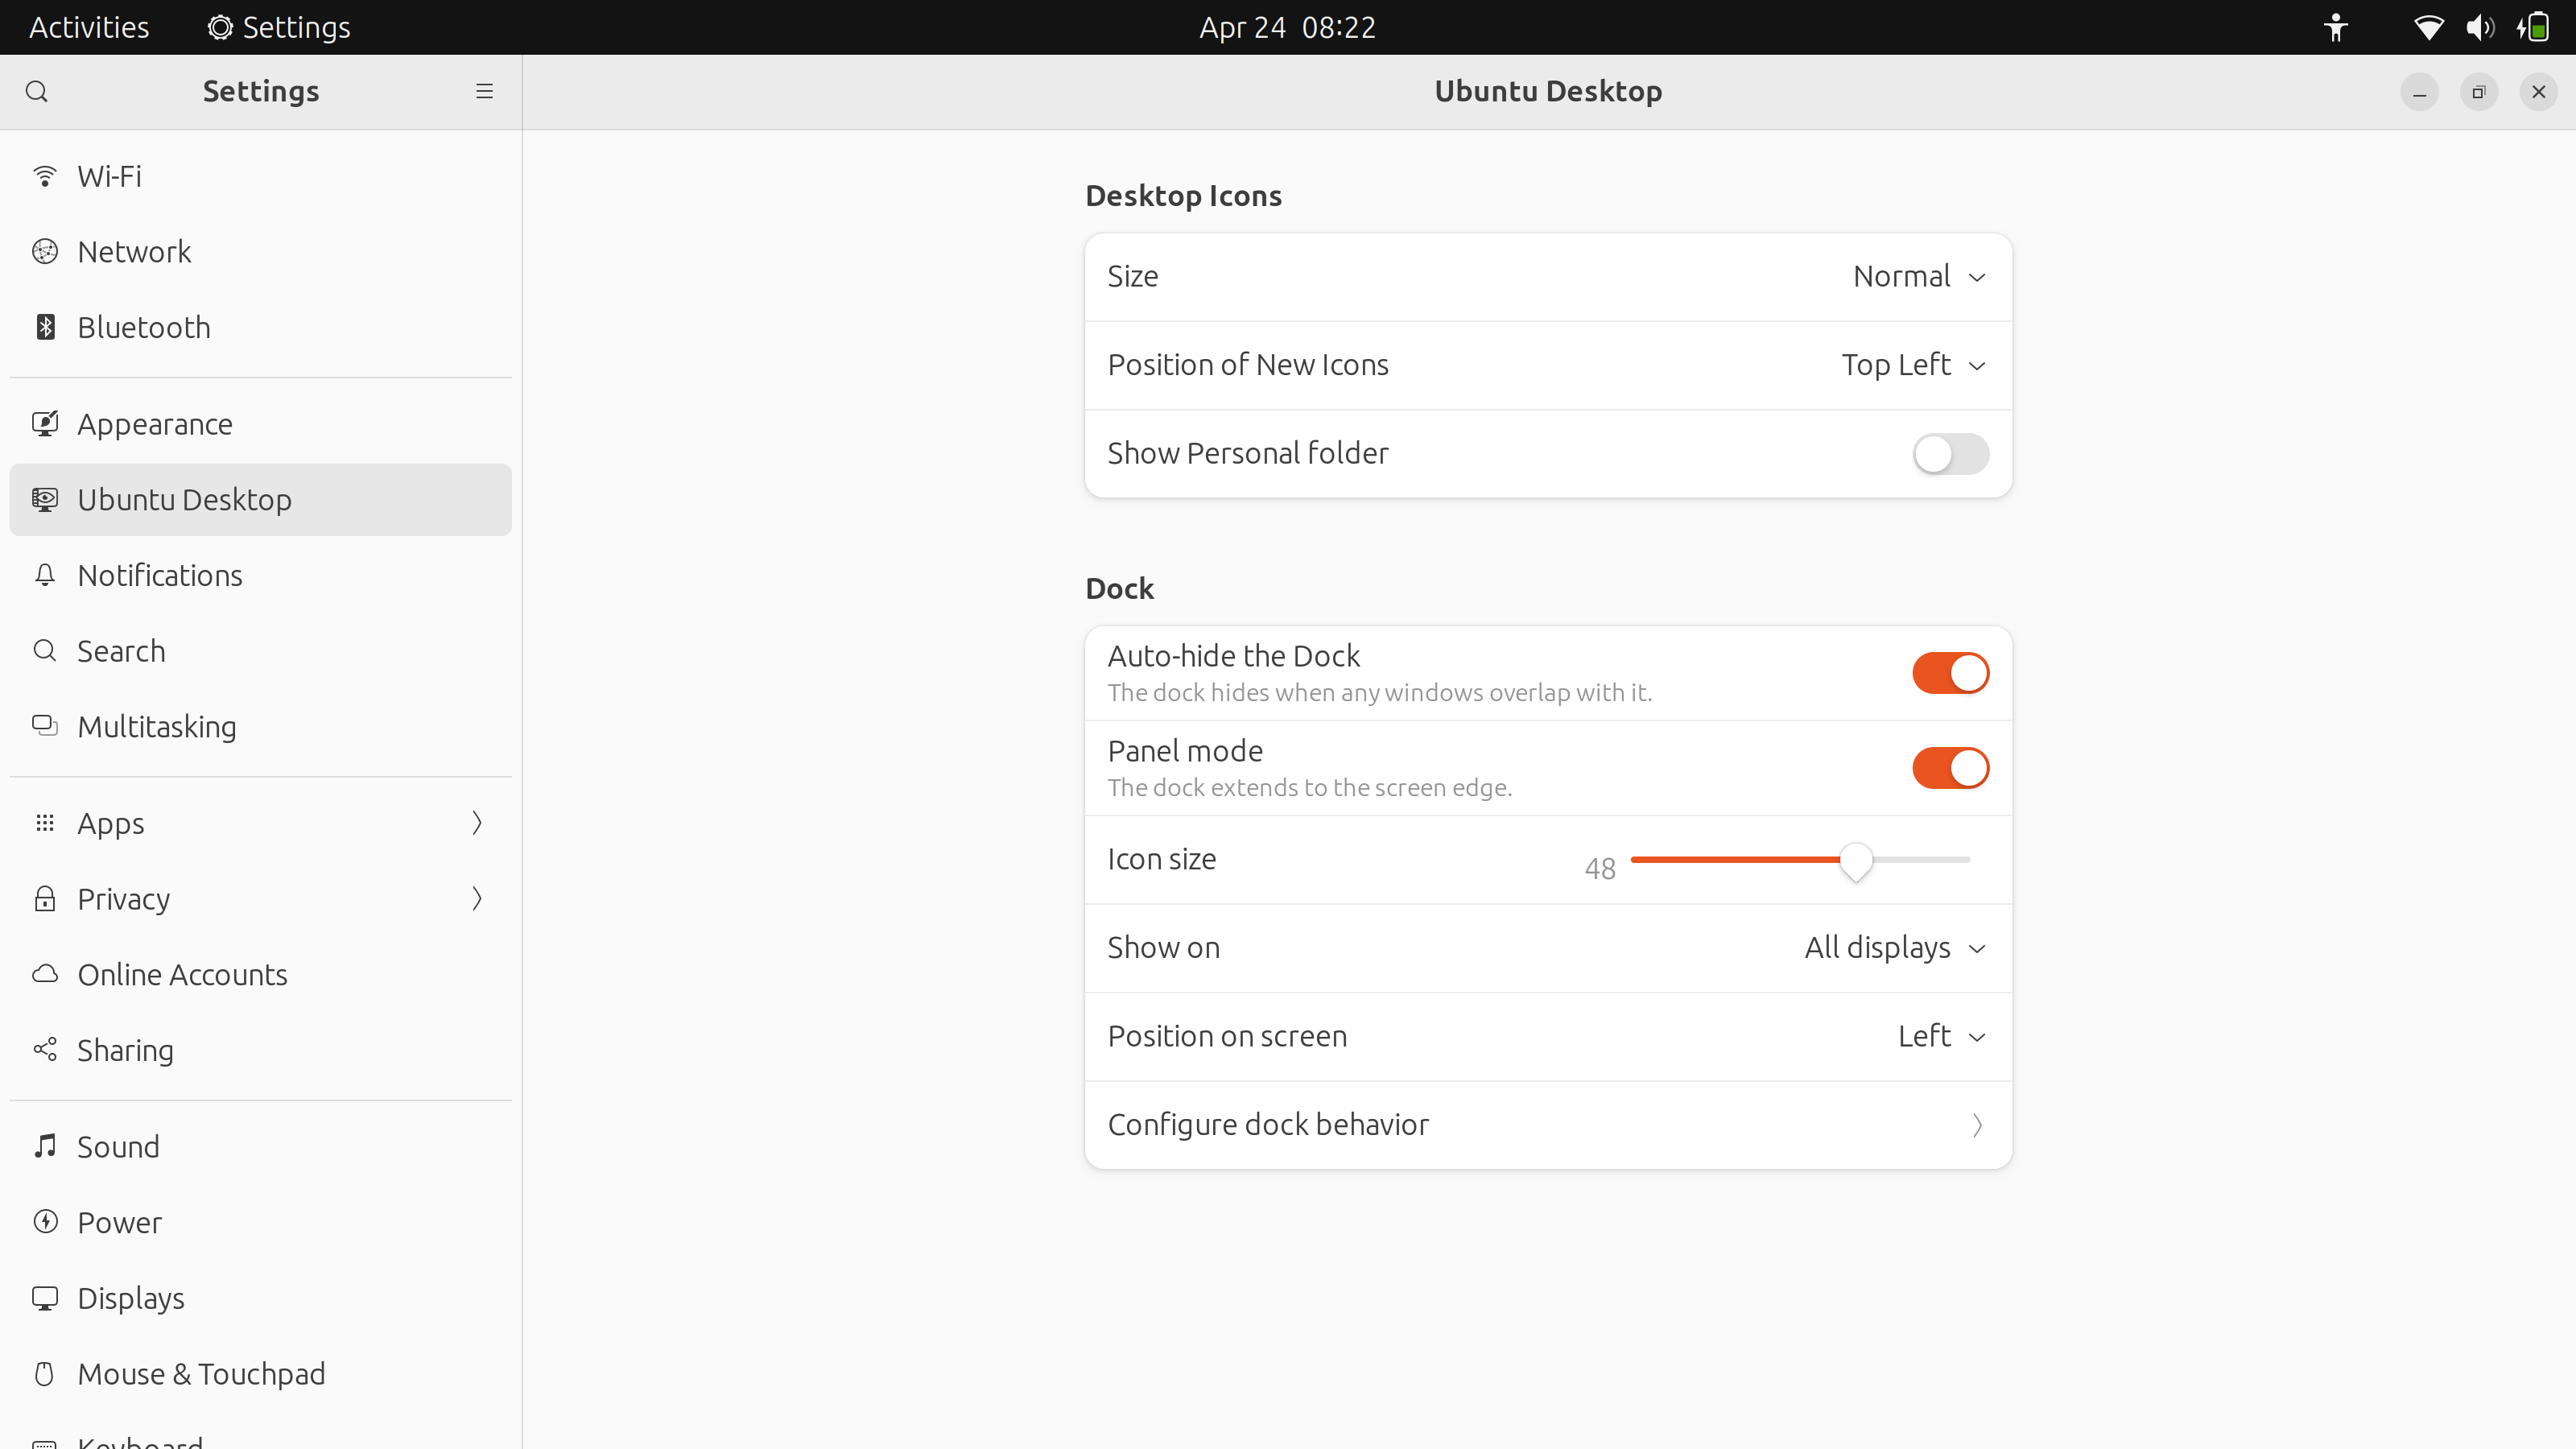 Activities Settings Apr 24 08:22
Settings
Ubuntu Desktop
Wi-Fi
Network
Bluetooth
Appearance
Ubuntu Desktop
Notifications
Search
Multitasking
Apps
Privacy
Online Accounts
Sharing
Sound
Power
Displays
Mouse & Touchpad
Keyboard
Desktop Icons
Size Normal
Position of New Icons Top Left
Show Personal folder
Dock
Auto-hide the Dock
The dock hides when any windows overlap with it.
Panel mode
The dock extends to the screen edge.
Icon size 48
Show on All displays
Position on screen Left
Configure dock behavior